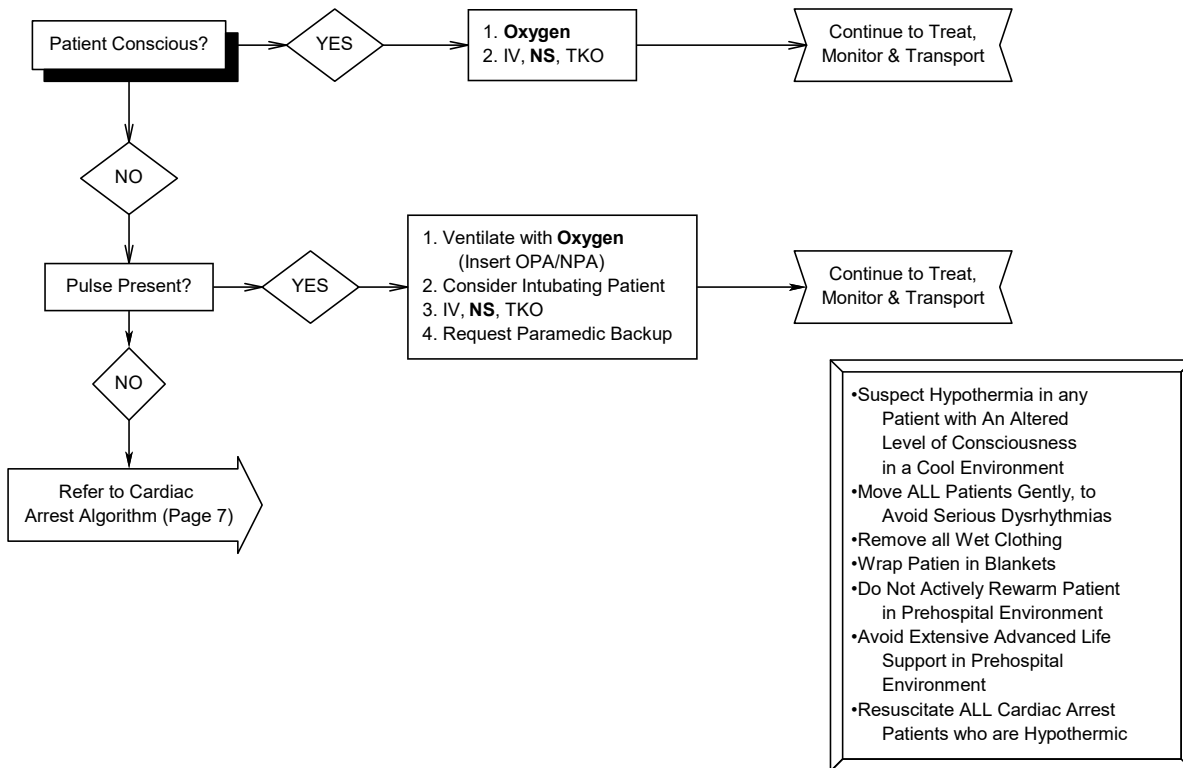 Patient Conscious?
YES
1. Oxygen
2. IV, NS, TKO
Continue to Treat,
Monitor & Transport
NO
Pulse Present?
YES
1. Ventilate with Oxygen
(Insert OPA/NPA)
2. Consider Intubating Patient
3. IV, NS, TKO
4. Request Paramedic Backup
Continue to Treat,
Monitor & Transport
NO
Refer to Cardiac
Arrest Algorithm (Page 7)
•Suspect Hypothermia in any
Patient with An Altered
Level of Consciousness
in a Cool Environment
•Move ALL Patients Gently, to
Avoid Serious Dysrhythmias
•Remove all Wet Clothing
•Wrap Patien in Blankets
•Do Not Actively Rewarm Patient
in Prehospital Environment
•Avoid Extensive Advanced Life
Support in Prehospital
Environment
•Resuscitate ALL Cardiac Arrest
Patients who are Hypothermic